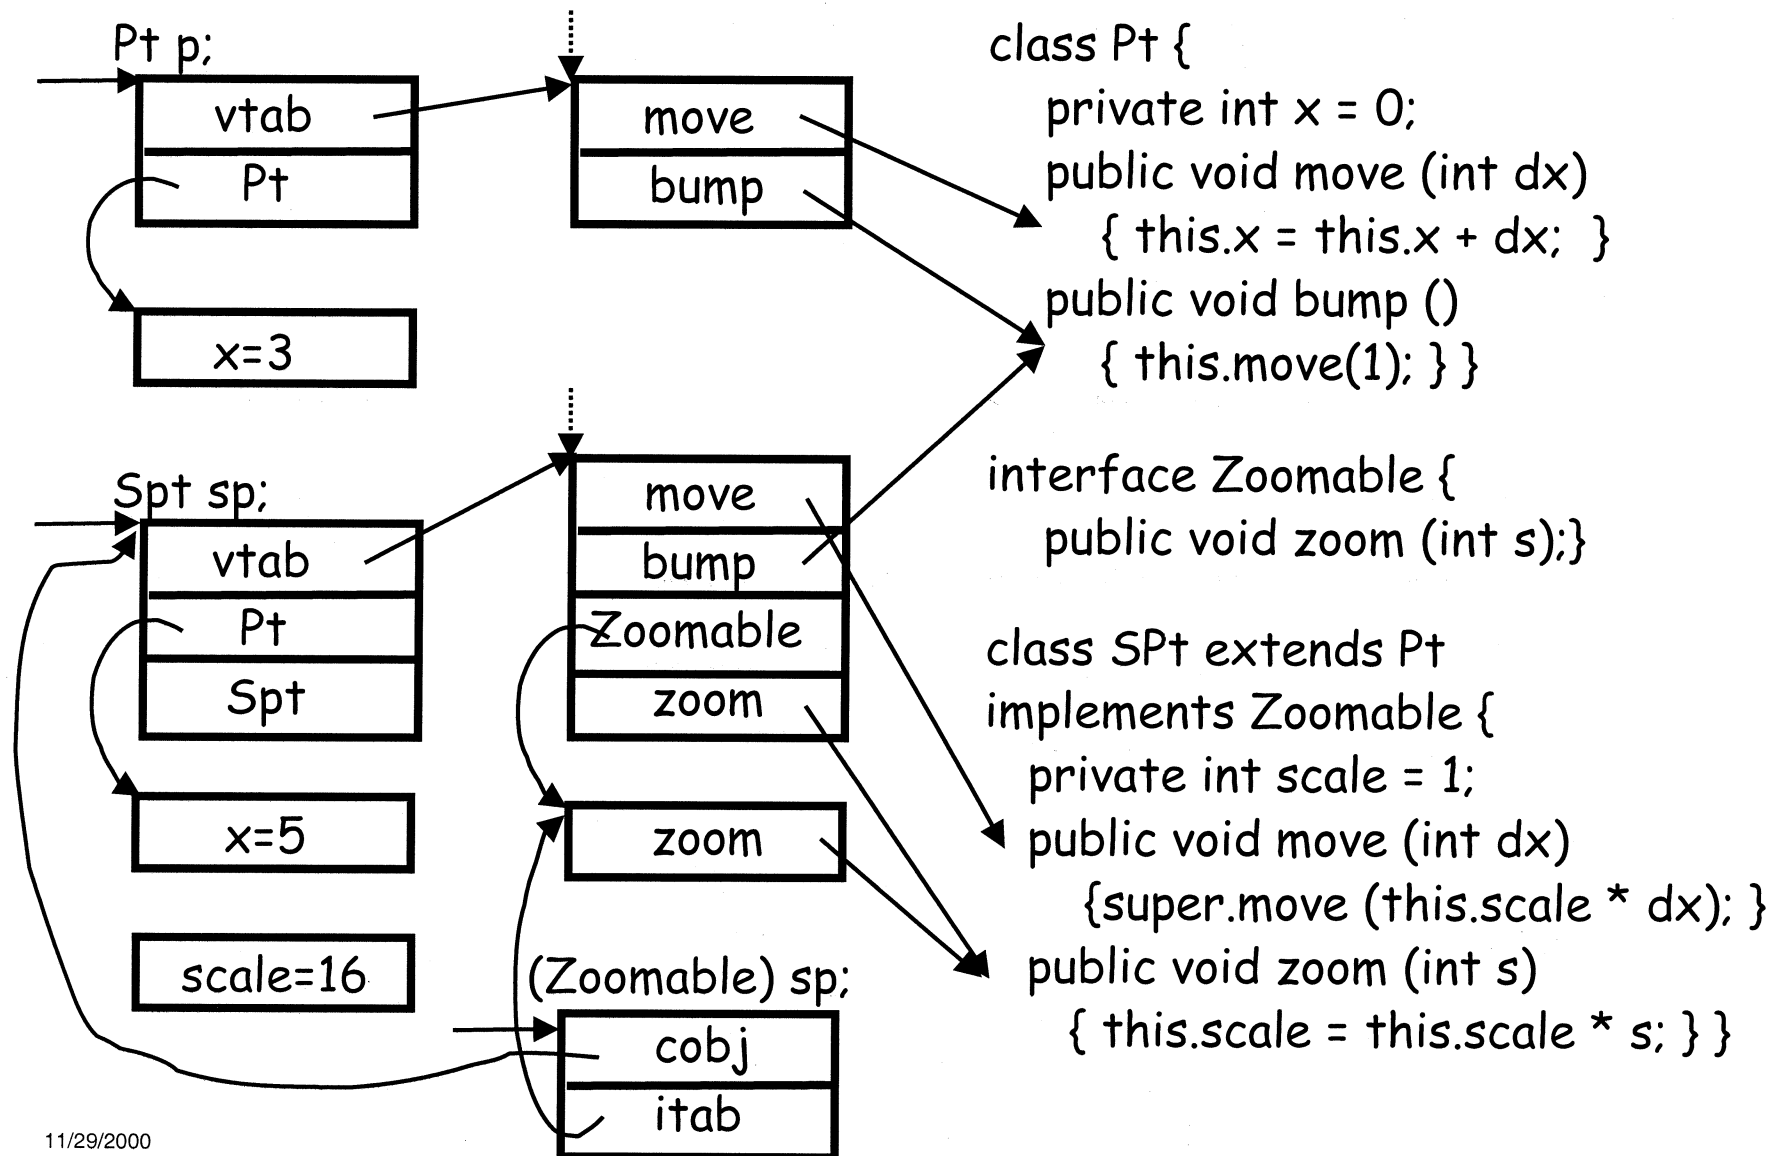 Pt p;
vtab
Pt
x=3
move
bump
Spt sp;
vtab
Pt
Spt
x=5
scale=16
move
bump
Zoomable
zoom
zoom
(Zoomable) sp;
cobj
itab
class Pt {
private int x = 0;
public void move (int dx)
{ this.x = this.x + dx; }
public void bump ()
{ this.move(1); } }
interface Zoomable {
public void zoom (int s);}
class SPt extends Pt
implements Zoomable {
private int scale = 1;
public void move (int dx)
{super.move (this.scale * dx); }
public void zoom (int s)
{ this.scale = this.scale * s; } }
11/29/2000